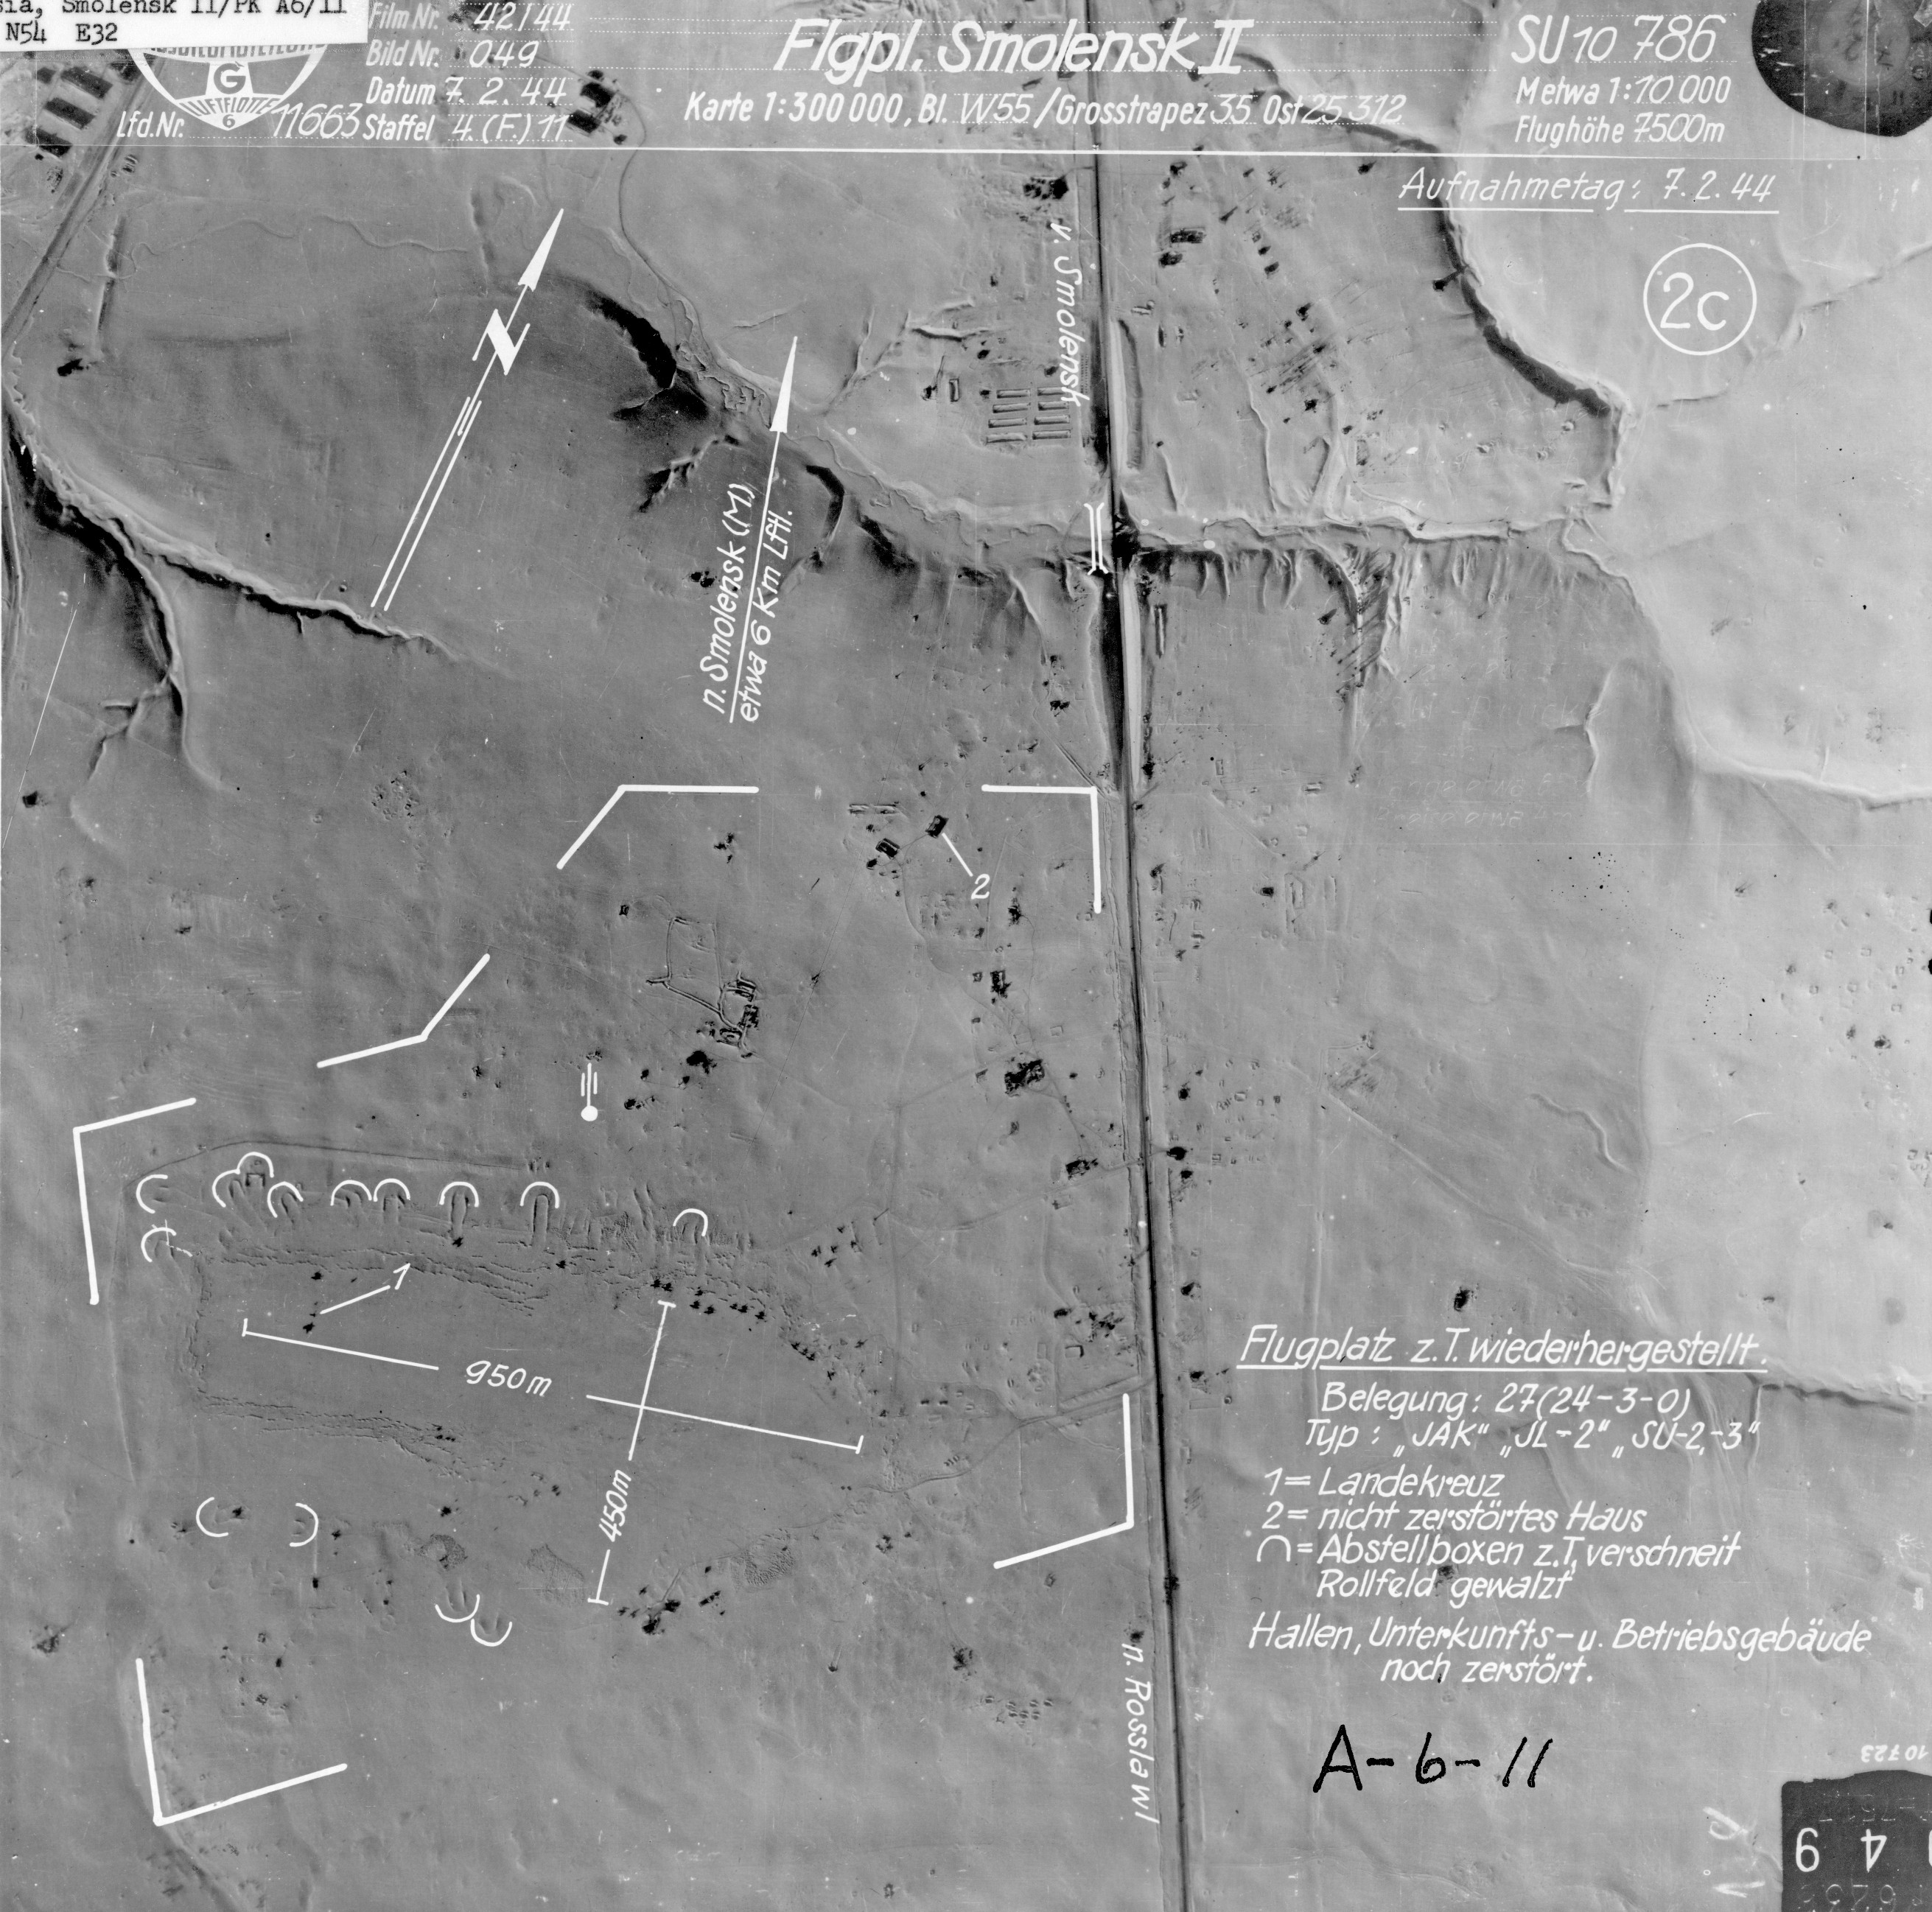 Smolensk II/PK A6/11
N54 E32
G
LUFTFLOTTE
6
Lfd.Nr. 11663
Film Nr. 42/44
Bild Nr. 049
Datum 7. 2. 44
Staffel 4.(F.)11
Flgpl. Smolensk II
Karte 1:300 000, Bl. W55 /Grosstrapez 35 Ost 25 312
SU 10 786
M etwa 1:10 000
Flughöhe 7500m
Aufnahmetag: 7. 2. 44
2c
N
v. Smolensk
n. Smolensk (M)
etwa 6 Km Lftl.
2
1
950m
450m
Flugplatz z.T. wiederhergestellt.
Belegung: 27(24-3-0)
Typ: „JAK" „JL-2" „SU-2,-3"
1= Landekreuz
2= nicht zerstörtes Haus
∩= Abstellboxen z.T. verschneit
Rollfeld gewalzt
Hallen, Unterkunfts- u. Betriebsgebäude
noch zerstört.
n. Rosslawl
A-6-11
10723
49